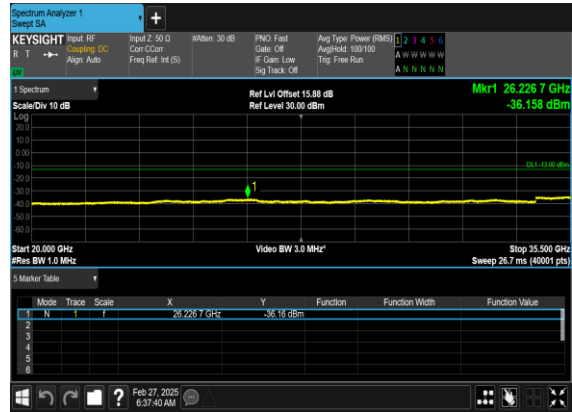 Spectrum Analyzer 1
Swept SA
+
KEYSIGHT Input: RF Input Z: 50 Ω #Atten: 30 dB PNO: Fast Avg Type: Power (RMS) 1 2 3 4 5 6
R T Coupling: DC Corr CCorr Gate: Off Avg|Hold: 100/100 A W W W W W
Align: Auto Freq Ref: Int (S) IF Gain: Low Trig: Free Run A N N N N N
Sig Track: Off
1 Spectrum Ref Lvl Offset 15.88 dB Mkr1 26.226 7 GHz
Scale/Div 10 dB Ref Level 30.00 dBm -36.158 dBm
Log
20.0
10.0
0.00
-10.0 DL1 -13.00 dBm
-20.0
-30.0 1
-40.0
-50.0
-60.0
Start 20.000 GHz Video BW 3.0 MHz* Stop 35.500 GHz
#Res BW 1.0 MHz Sweep 26.7 ms (40001 pts)
5 Marker Table
Mode Trace Scale X Y Function Function Width Function Value
1 N 1 f 26.226 7 GHz -36.16 dBm
2
3
4
5
6
? Feb 27, 2025
6:37:40 AM